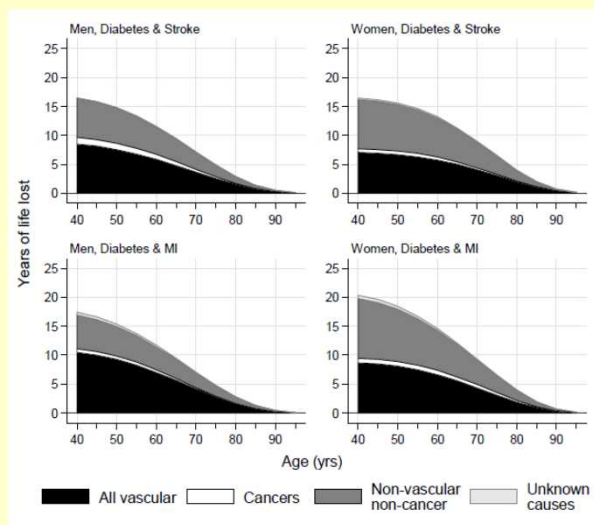 Men, Diabetes & Stroke
25
20
15
10
5
0
40 50 60 70 80 90
Women, Diabetes & Stroke
25
20
15
10
5
0
40 50 60 70 80 90
Years of life lost
Men, Diabetes & MI
25
20
15
10
5
0
40 50 60 70 80 90
Women, Diabetes & MI
25
20
15
10
5
0
40 50 60 70 80 90
Age (yrs)
All vascular
Cancers
Non-vascular
non-cancer
Unknown
causes